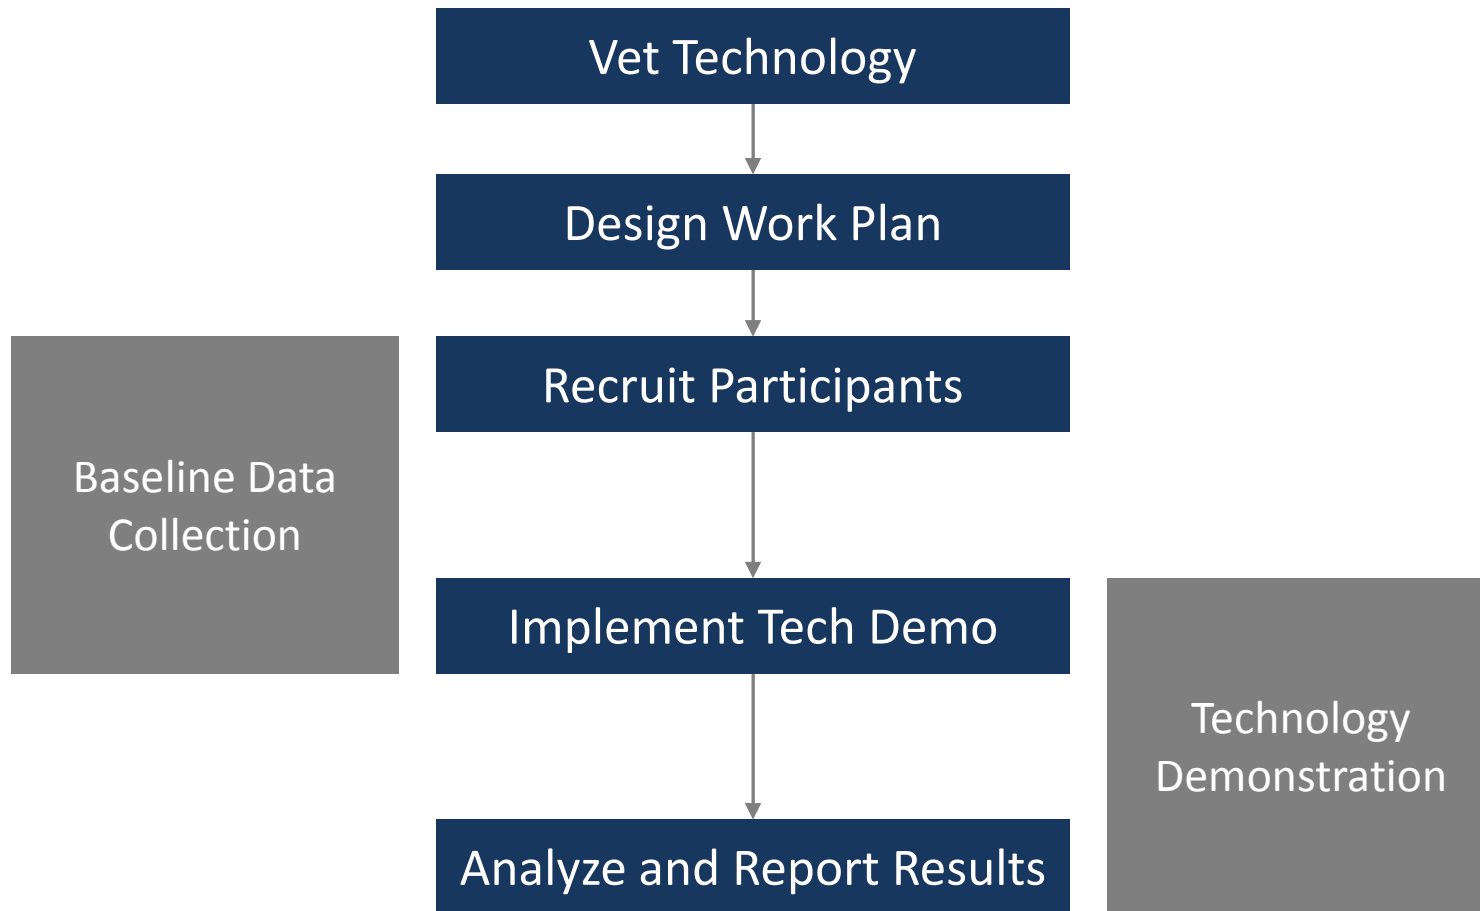 Vet Technology
Design Work Plan
Recruit Participants
Baseline Data
Collection
Implement Tech Demo
Technology
Demonstration
Analyze and Report Results